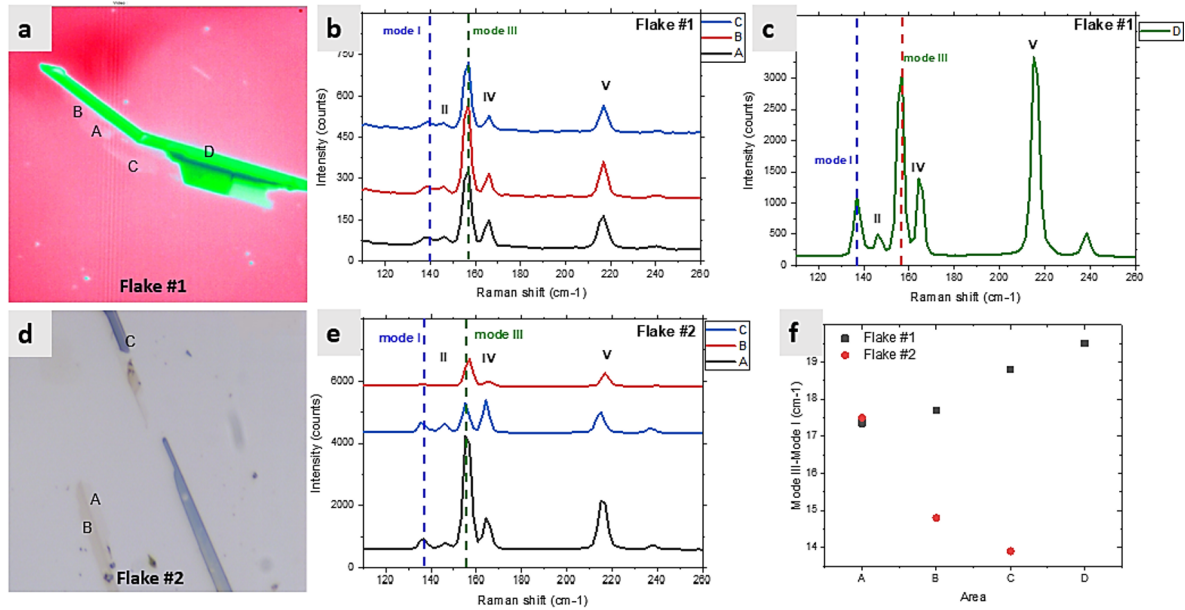 Video
a
B
A
C
D
Flake #1
b
Flake #1
C
B
A
mode I
mode III
II
IV
V
750
600
450
300
150
0
Intensity (counts)
120 140 160 180 200 220 240 260
Raman shift (cm-1)
c
Flake #1
D
mode I
mode III
II
IV
V
3000
2500
2000
1500
1000
500
0
Intensity (counts)
120 140 160 180 200 220 240 260
Raman shift (cm-1)
d
C
A
B
Flake #2
e
Flake #2
C
B
A
mode I
mode III
II
IV
V
6000
4000
2000
0
Intensity (counts)
120 140 160 180 200 220 240 260
Raman shift (cm-1)
f
Flake #1
Flake #2
19
18
17
16
15
14
Mode III-Mode I (cm-1)
A B C D
Area